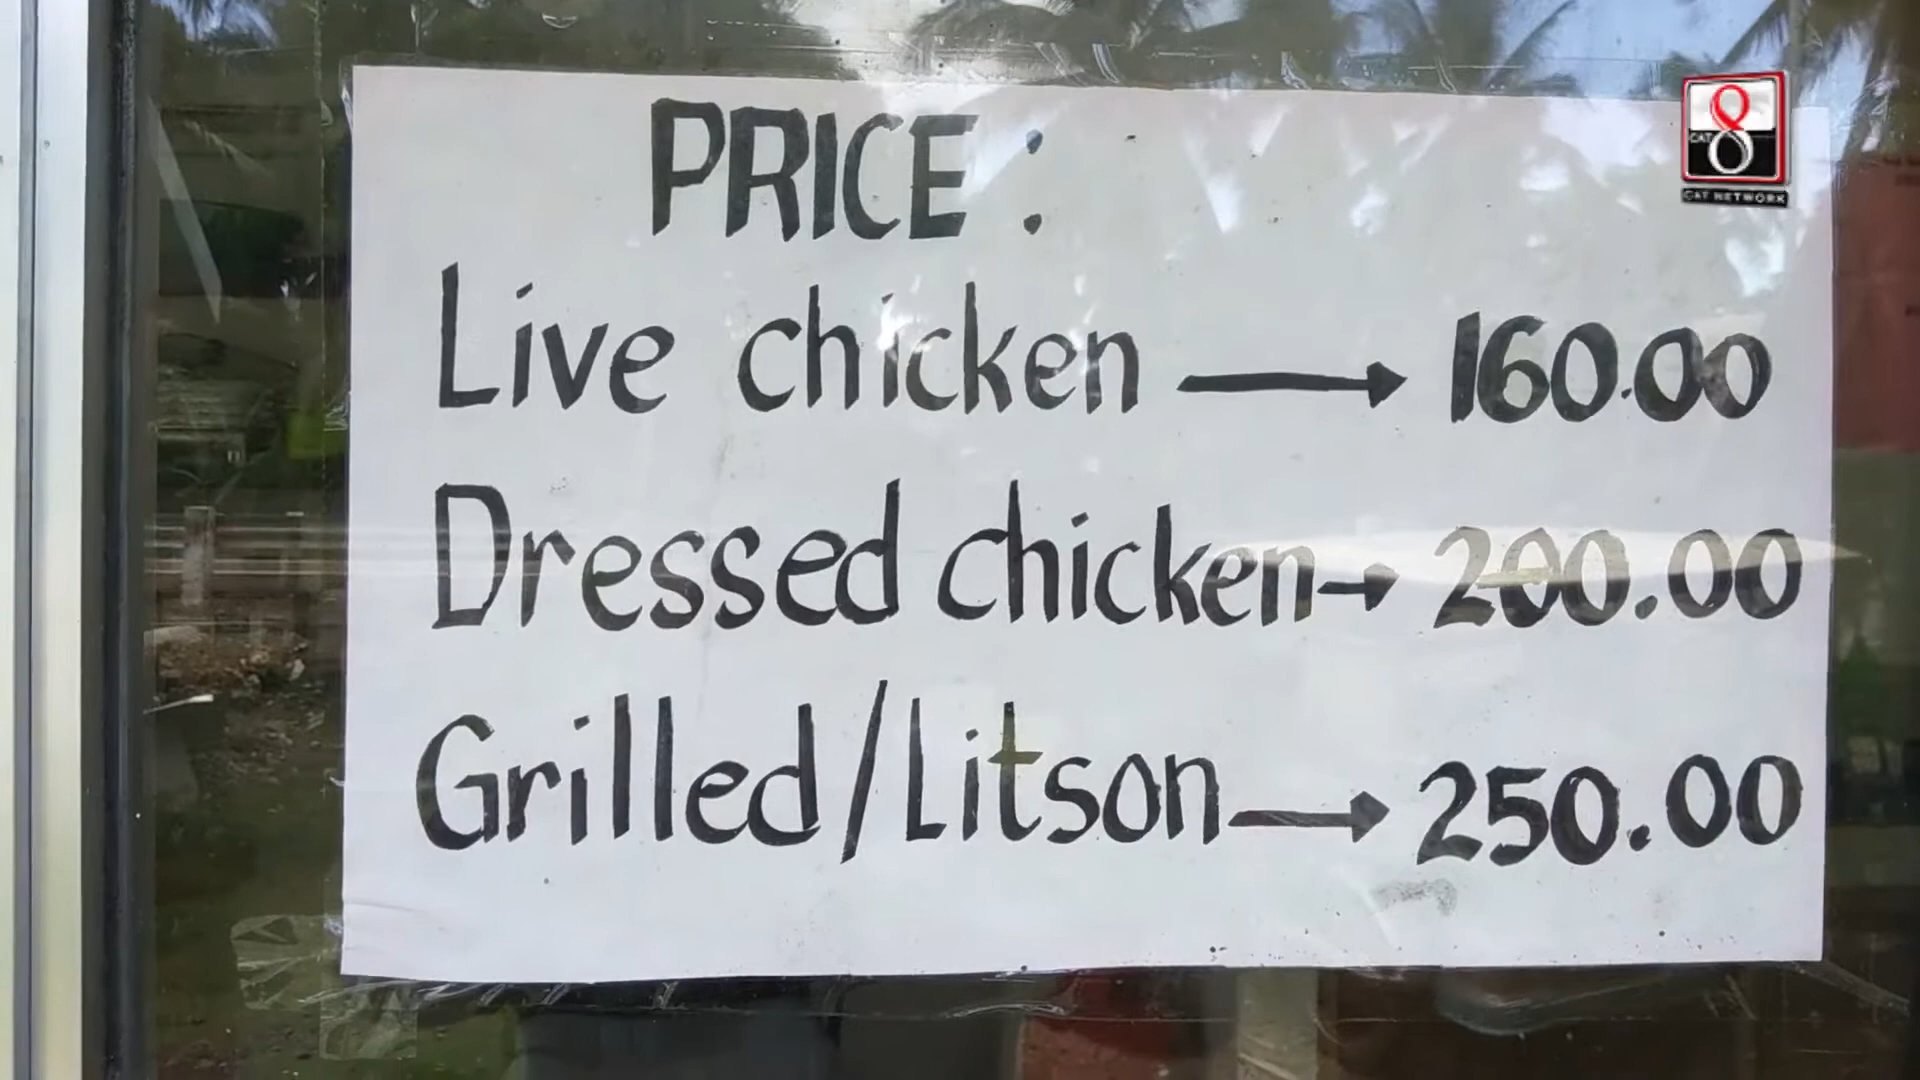 PRICE :
Live chicken → 160.00
Dressed chicken → 200.00
Grilled/Litson → 250.00
CAT 8
CAT NETWORK